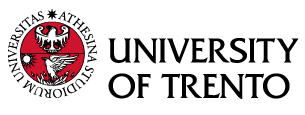 ATHESINA STUDIORUM UNIVERSITAS
UNIVERSITY
OF TRENTO